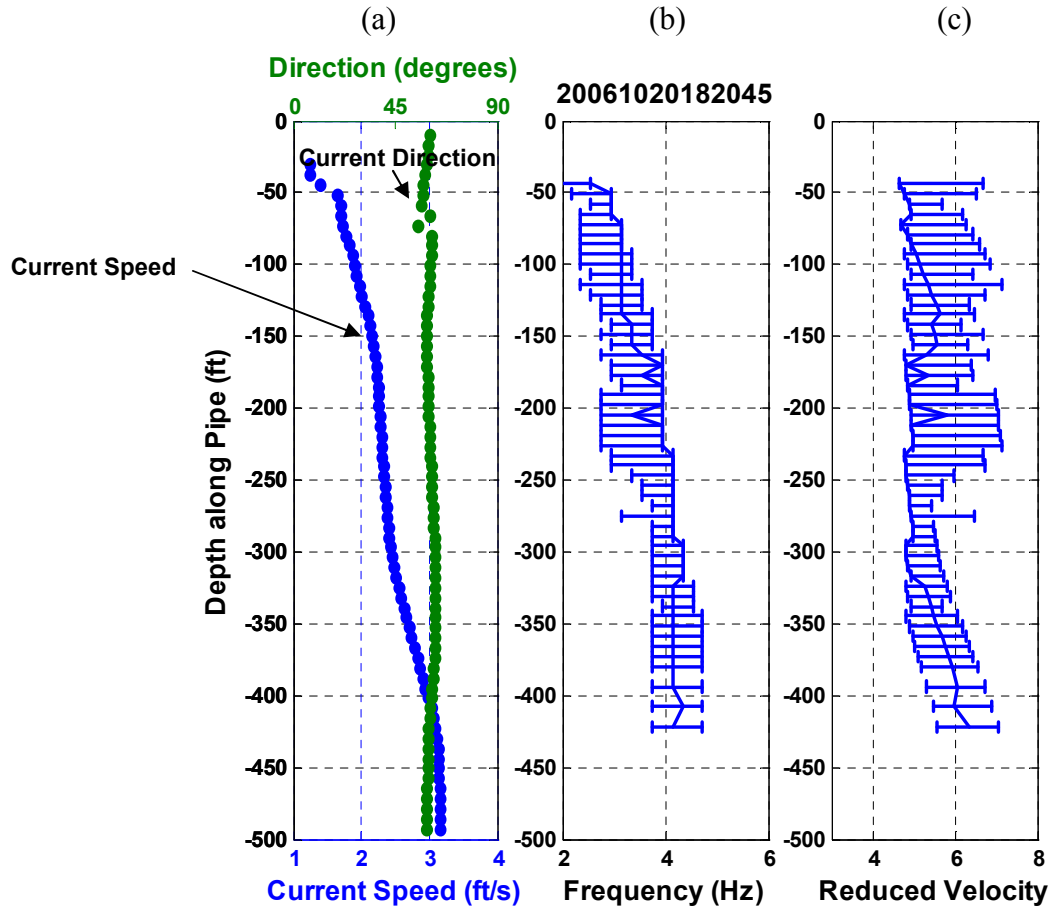 (a) (b) (c)
Direction (degrees)
0 45 90
20061020182045
Current Direction
Current Speed
Depth along Pipe (ft)
0
-50
-100
-150
-200
-250
-300
-350
-400
-450
-500
1 2 3 4
Current Speed (ft/s)
0
-50
-100
-150
-200
-250
-300
-350
-400
-450
-500
2 4 6
Frequency (Hz)
0
-50
-100
-150
-200
-250
-300
-350
-400
-450
-500
4 6 8
Reduced Velocity